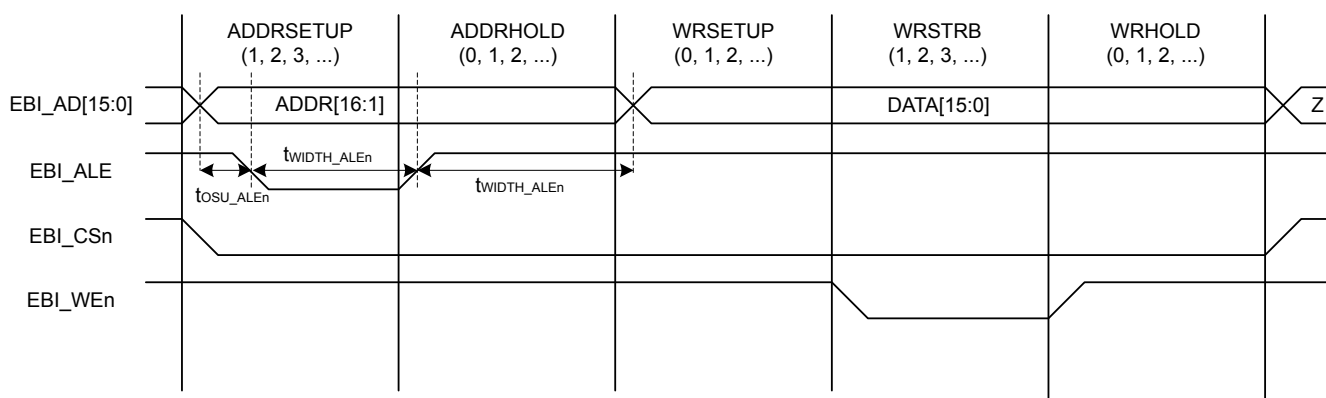 ADDRSETUP
(1, 2, 3, ...)
ADDRHOLD
(0, 1, 2, ...)
WRSETUP
(0, 1, 2, ...)
WRSTRB
(1, 2, 3, ...)
WRHOLD
(0, 1, 2, ...)
EBI_AD[15:0]
ADDR[16:1]
DATA[15:0]
Z
EBI_ALE
tWIDTH_ALEn
tWIDTH_ALEn
tOSU_ALEn
EBI_CSn
EBI_WEn